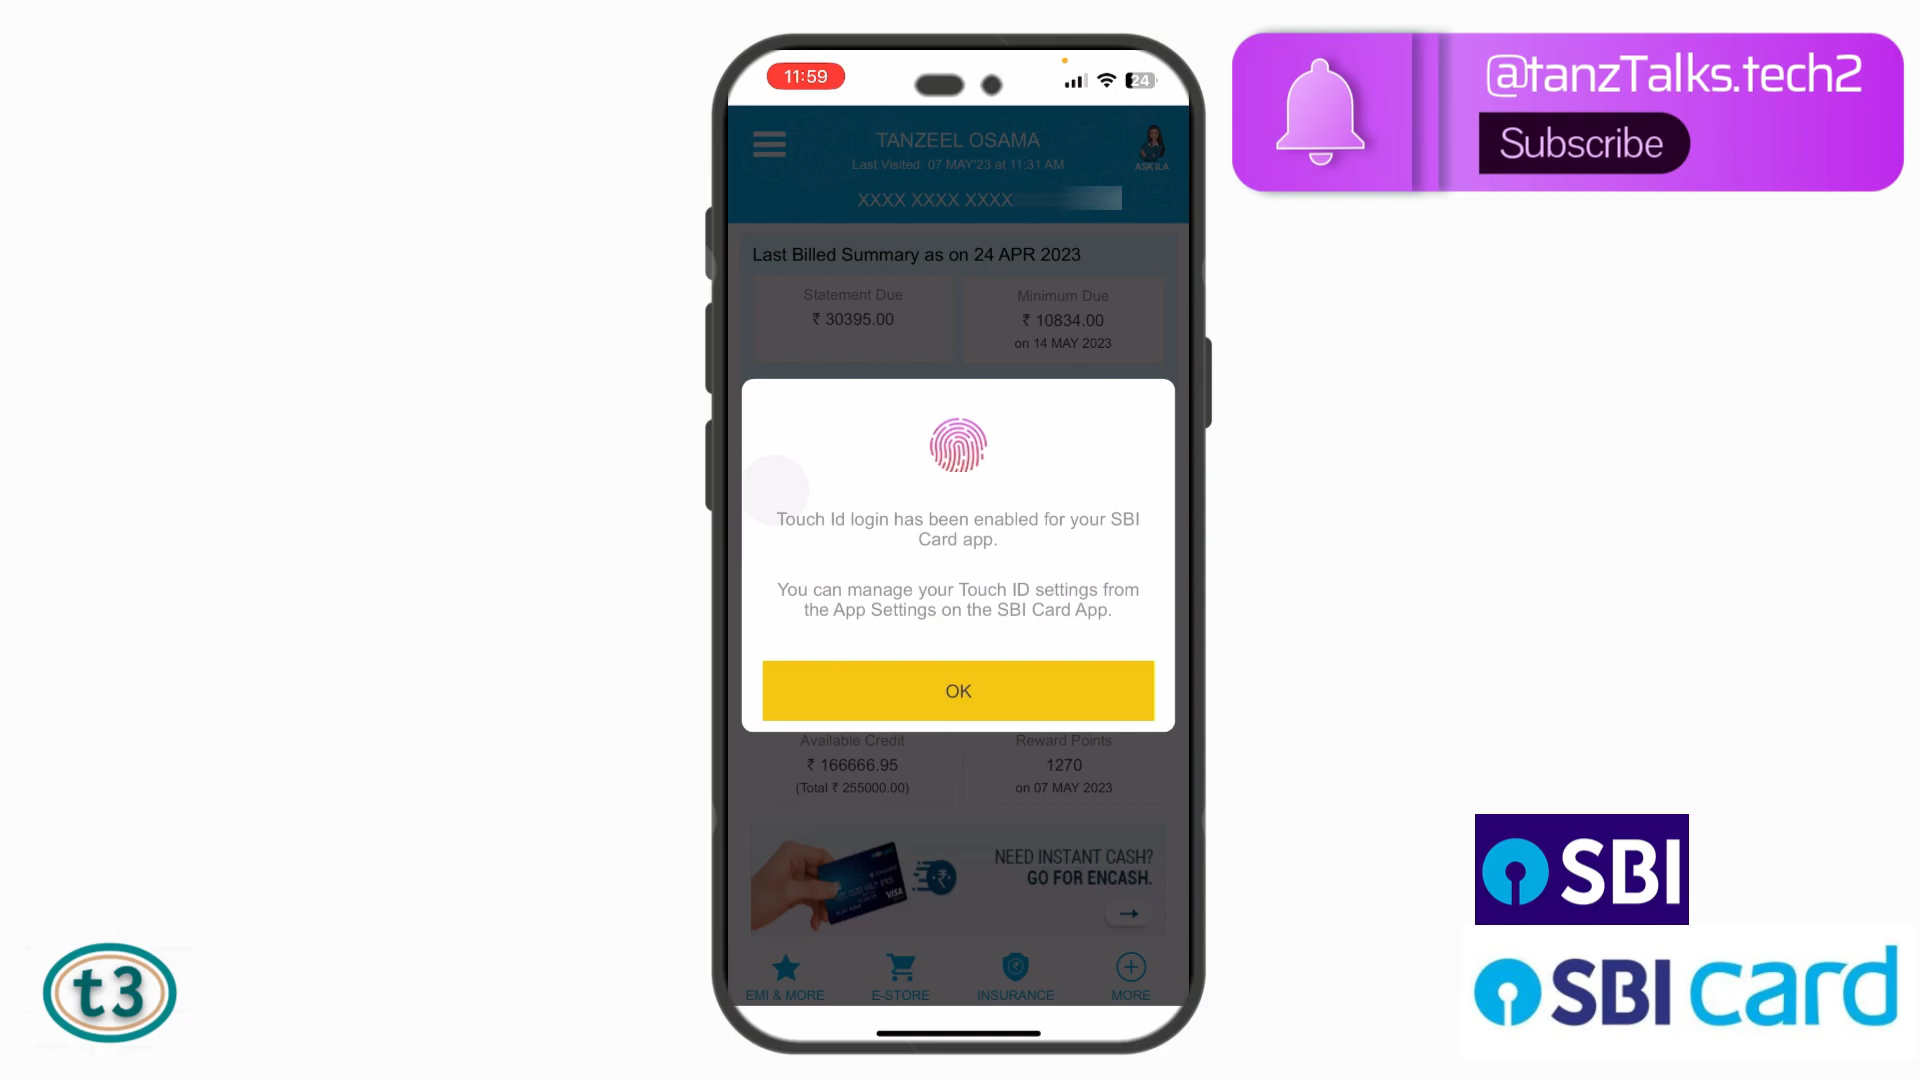 11:59
24
TANZEEL OSAMA
Last Visited: 07 MAY'23 at 11:31 AM
ASK ILA
XXXX XXXX XXXX
Last Billed Summary as on 24 APR 2023
Statement Due
₹ 30395.00
Minimum Due
₹ 10834.00
on 14 MAY 2023
Touch Id login has been enabled for your SBI
Card app.
You can manage your Touch ID settings from
the App Settings on the SBI Card App.
OK
Available Credit
₹ 166666.95
(Total ₹ 255000.00)
Reward Points
1270
on 07 MAY 2023
NEED INSTANT CASH?
GO FOR ENCASH.
VISA
EMI & MORE
E-STORE
INSURANCE
MORE
@tanzTalks.tech2
Subscribe
t3
SBI
SBI card